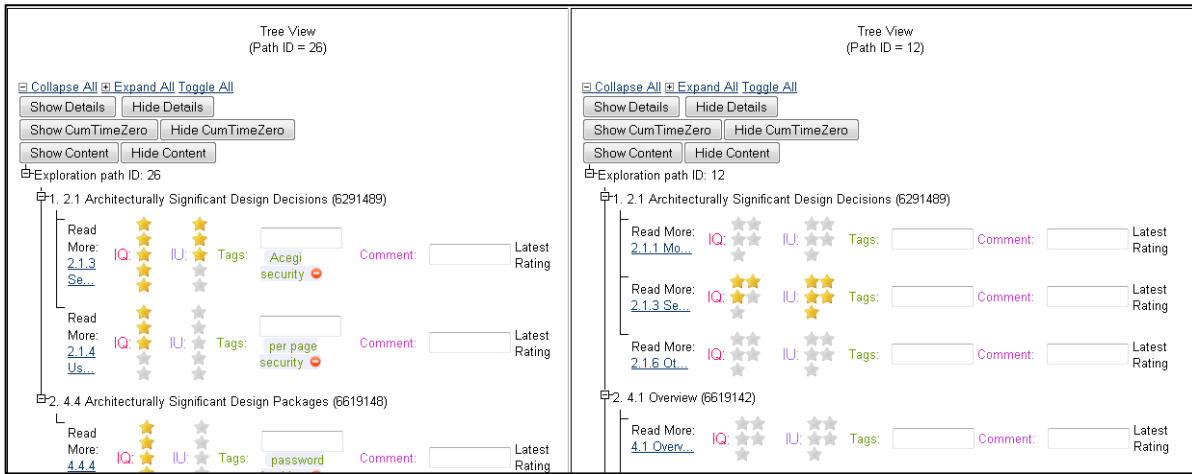 Tree View
(Path ID = 26)
Collapse All Expand All Toggle All
Show Details Hide Details
Show CumTimeZero Hide CumTimeZero
Show Content Hide Content
Exploration path ID: 26
1. 2.1 Architecturally Significant Design Decisions (6291489)
Read More: 2.1.3 Se... IQ: IU: Tags: Acegi security Comment: Latest Rating
Read More: 2.1.4 Us... IQ: IU: Tags: per page security Comment: Latest Rating
2. 4.4 Architecturally Significant Design Packages (6619148)
Read More: 4.4.4 IQ: IU: Tags: password Comment: Latest Rating
Tree View
(Path ID = 12)
Collapse All Expand All Toggle All
Show Details Hide Details
Show CumTimeZero Hide CumTimeZero
Show Content Hide Content
Exploration path ID: 12
1. 2.1 Architecturally Significant Design Decisions (6291489)
Read More: 2.1.1 Mo... IQ: IU: Tags: Comment: Latest Rating
Read More: 2.1.3 Se... IQ: IU: Tags: Comment: Latest Rating
Read More: 2.1.6 Ot... IQ: IU: Tags: Comment: Latest Rating
2. 4.1 Overview (6619142)
Read More: 4.1 Overv... IQ: IU: Tags: Comment: Latest Rating